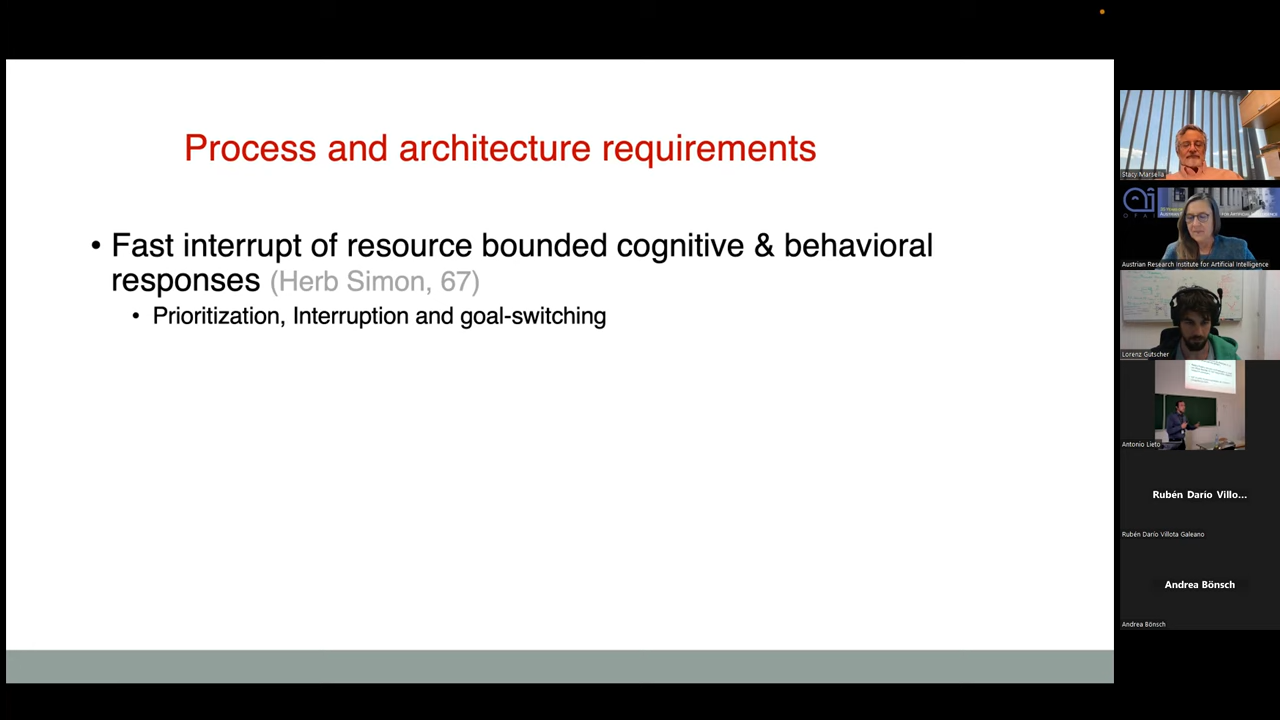 Process and architecture requirements
• Fast interrupt of resource bounded cognitive & behavioral
responses (Herb Simon, 67)
• Prioritization, Interruption and goal-switching
Stacy Marsella
OFAI
Austrian Research Institute for Artificial Intelligence
Lorenz Gutscher
Antonio Lieto
Rubén Darío Villo...
Rubén Darío Villota Galeano
Andrea Bönsch
Andrea Bönsch